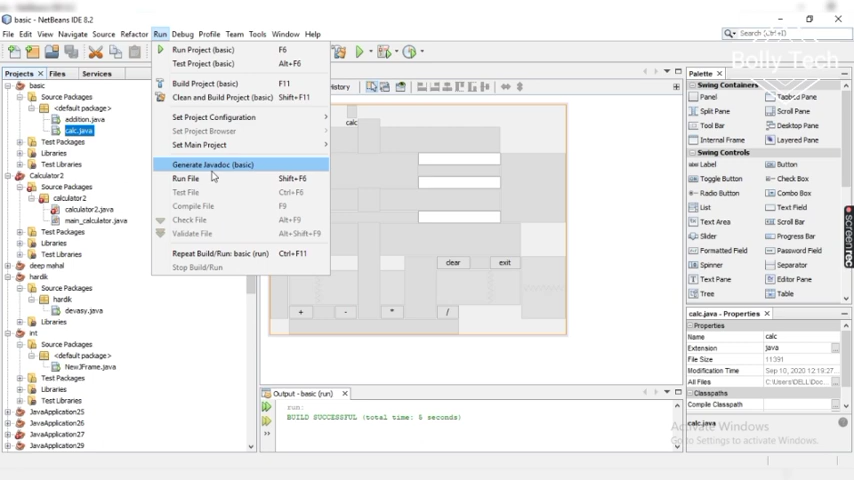 basic - NetBeans IDE 8.2
File Edit View Navigate Source Refactor Run Debug Profile Team Tools Window Help
Search (Ctrl+I)
Bolly Tech
Projects Files Services
basic
Source Packages
<default package>
addition.java
calc.java
Test Packages
Libraries
Test Libraries
Calculator2
Source Packages
calculator2
calculator2.java
main_calculator.java
Test Packages
Libraries
Test Libraries
deep mahal
hardik
Source Packages
hardik
devasy.java
Libraries
int
Source Packages
<default package>
NewJFrame.java
Test Packages
Libraries
Test Libraries
JavaApplication25
JavaApplication26
JavaApplication27
JavaApplication29
Run Project (basic) F6
Test Project (basic) Alt+F6
Build Project (basic) F11
Clean and Build Project (basic) Shift+F11
Set Project Configuration
Set Project Browser
Set Main Project
Generate Javadoc (basic)
Run File Shift+F6
Test File Ctrl+F6
Compile File F9
Check File Alt+F9
Validate File Alt+Shift+F9
Repeat Build/Run: basic (run) Ctrl+F11
Stop Build/Run
History
calc
clear exit
+ - * /
Output - basic (run)
run:
BUILD SUCCESSFUL (total time: 5 seconds)
Palette
Swing Containers
Panel Tabbed Pane
Split Pane Scroll Pane
Tool Bar Desktop Pane
Internal Frame Layered Pane
Swing Controls
Label Button
Toggle Button Check Box
Radio Button Combo Box
List Text Field
Text Area Scroll Bar
Slider Progress Bar
Formatted Field Password Field
Spinner Separator
Text Pane Editor Pane
Tree Table
calc.java - Properties
Properties
Name calc
Extension java
File Size 11391
Modification Time Sep 10, 2020 12:19:27...
All Files C:\Users\DELL\Doc...
Classpaths
Compile Classpath
calc.java
Activate Windows
Go to Settings to activate Windows.
screenrec